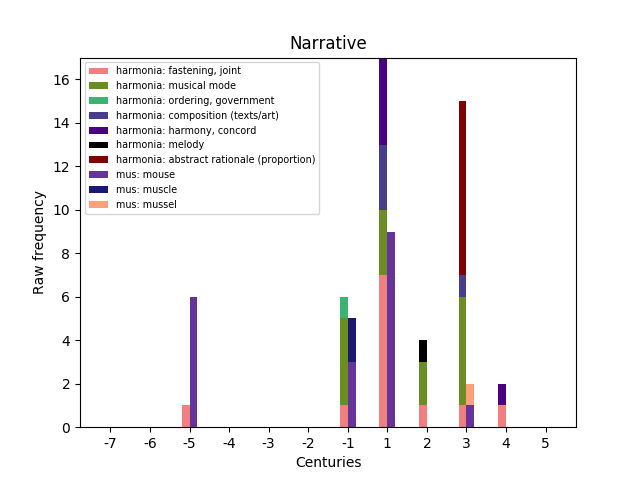 Narrative
harmonia: fastening, joint
harmonia: musical mode
harmonia: ordering, government
harmonia: composition (texts/art)
harmonia: harmony, concord
harmonia: melody
harmonia: abstract rationale (proportion)
mus: mouse
mus: muscle
mus: mussel
Raw frequency
16
14
12
10
8
6
4
2
0
-7 -6 -5 -4 -3 -2 -1 1 2 3 4 5
Centuries